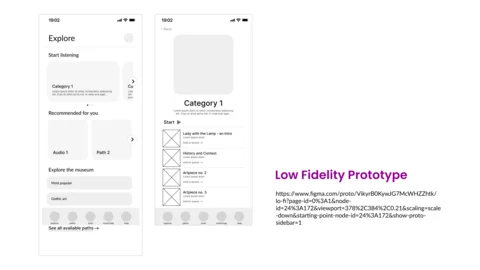 19:02
Explore
Start listening
Category 1
Recommended for you
Audio 1
Path 2
Explore the museum
Most popular
Gothic art
See all available paths -->
19:02
Category 1
Start
Lady with the Lamp - an intro
History and Context
Artpiece no. 2
Artpiece no. 3
Low Fidelity Prototype
https://www.figma.com/proto/VikyrB0KywJG7McWHZZhtk/
lo-fi?page-id=0%3A1&node-
id=24%3A172&viewport=378%2C384%2C0.21&scaling=scale
-down&starting-point-node-id=24%3A172&show-proto-
sidebar=1